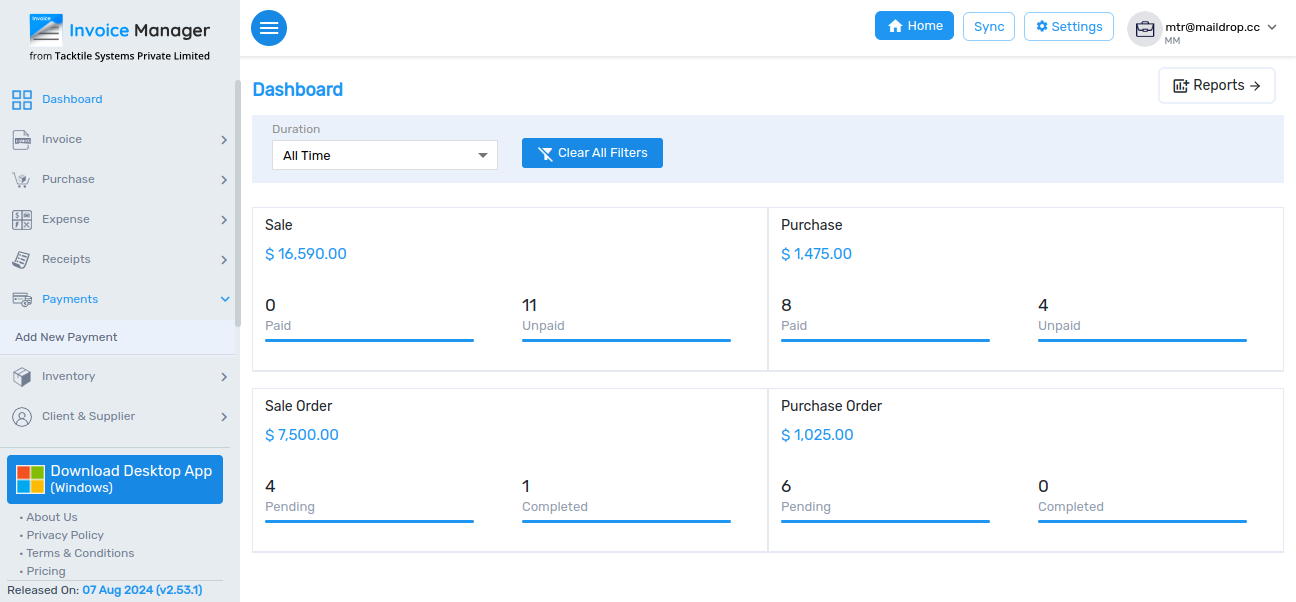 Invoice
Invoice Manager
from Tacktile Systems Private Limited
Dashboard
Invoice
Purchase
Expense
Receipts
Payments
Add New Payment
Inventory
Client & Supplier
Download Desktop App
(Windows)
• About Us
• Privacy Policy
• Terms & Conditions
• Pricing
Released On: 07 Aug 2024 (v2.53.1)
Home
Sync
Settings
mtr@maildrop.cc
MM
Dashboard
Reports
Duration
All Time
Clear All Filters
Sale
$ 16,590.00
0
Paid
11
Unpaid
Purchase
$ 1,475.00
8
Paid
4
Unpaid
Sale Order
$ 7,500.00
4
Pending
1
Completed
Purchase Order
$ 1,025.00
6
Pending
0
Completed